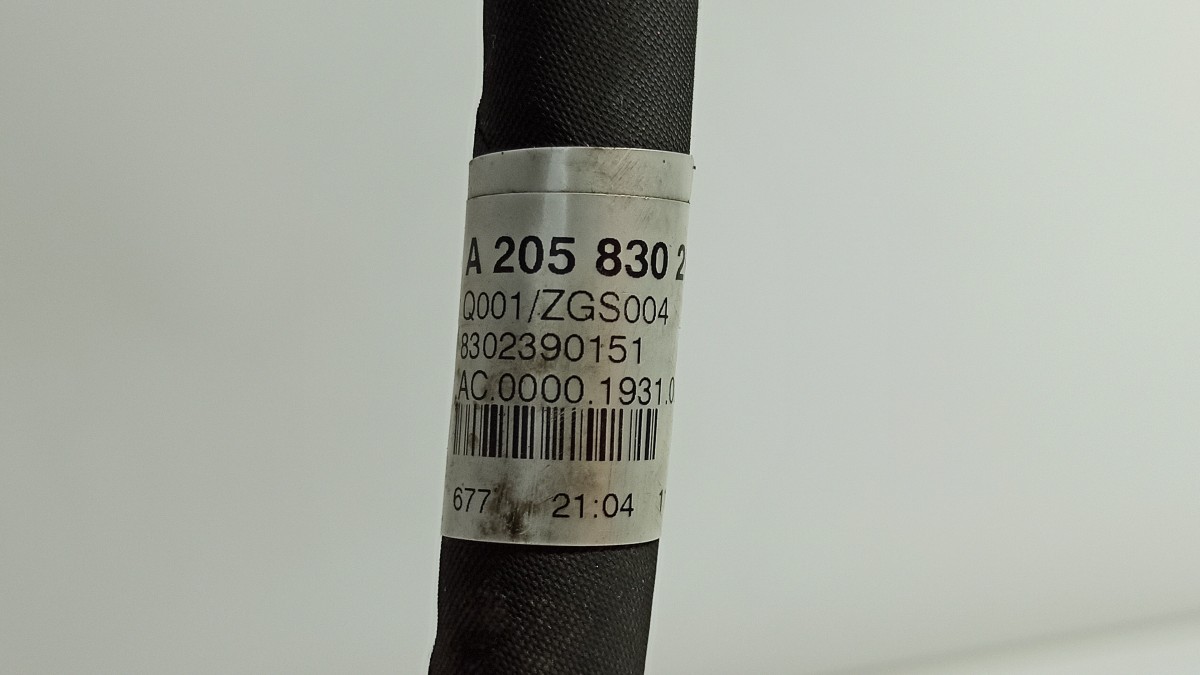 A 205 830 2
Q001/ZGS004
8302390151
AC.0000.1931.0
677 21:04 1